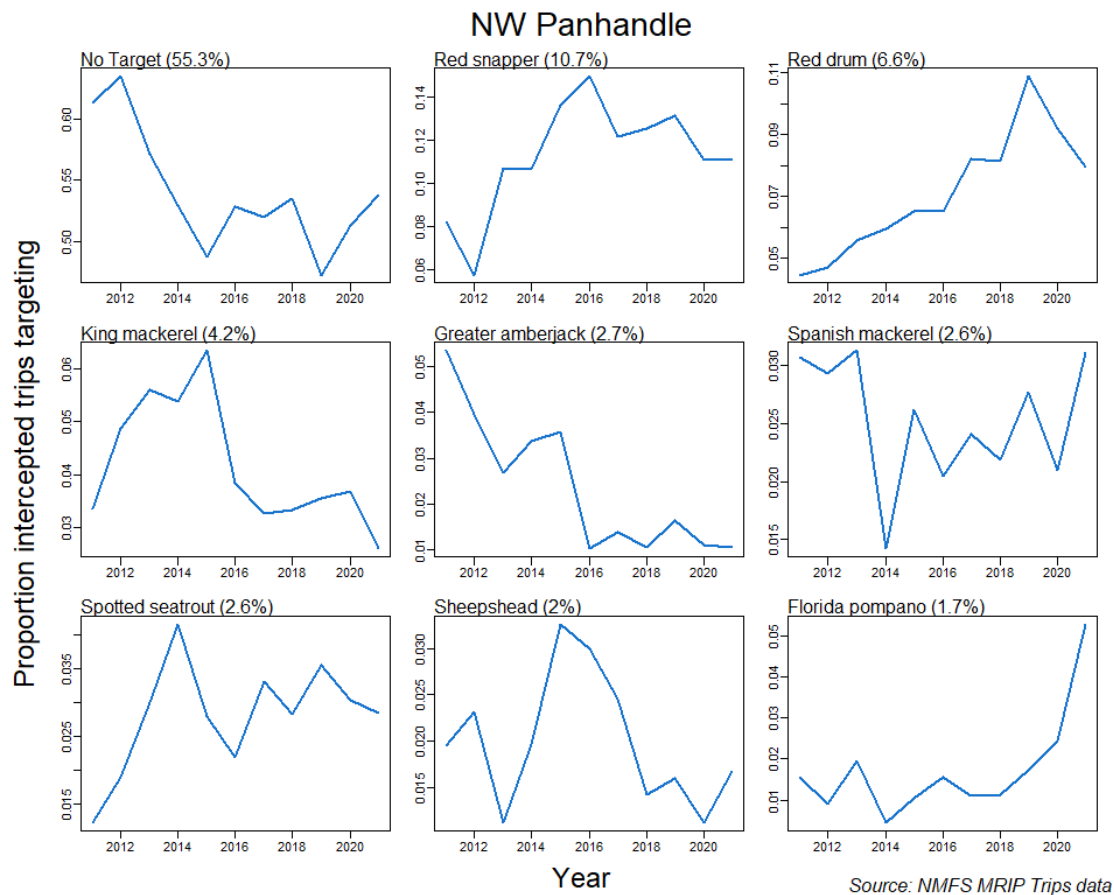 NW Panhandle
No Target (55.3%)
0.60
0.55
0.50
2012 2014 2016 2018 2020
Red snapper (10.7%)
0.14
0.12
0.10
0.08
0.06
2012 2014 2016 2018 2020
Red drum (6.6%)
0.11
0.09
0.07
0.05
2012 2014 2016 2018 2020
King mackerel (4.2%)
0.06
0.05
0.04
0.03
2012 2014 2016 2018 2020
Greater amberjack (2.7%)
0.05
0.04
0.03
0.02
0.01
2012 2014 2016 2018 2020
Spanish mackerel (2.6%)
0.030
0.025
0.020
0.015
2012 2014 2016 2018 2020
Spotted seatrout (2.6%)
0.035
0.025
0.015
2012 2014 2016 2018 2020
Sheepshead (2%)
0.030
0.025
0.020
0.015
2012 2014 2016 2018 2020
Florida pompano (1.7%)
0.05
0.04
0.03
0.02
0.01
2012 2014 2016 2018 2020
Proportion intercepted trips targeting
Year
Source: NMFS MRIP Trips data